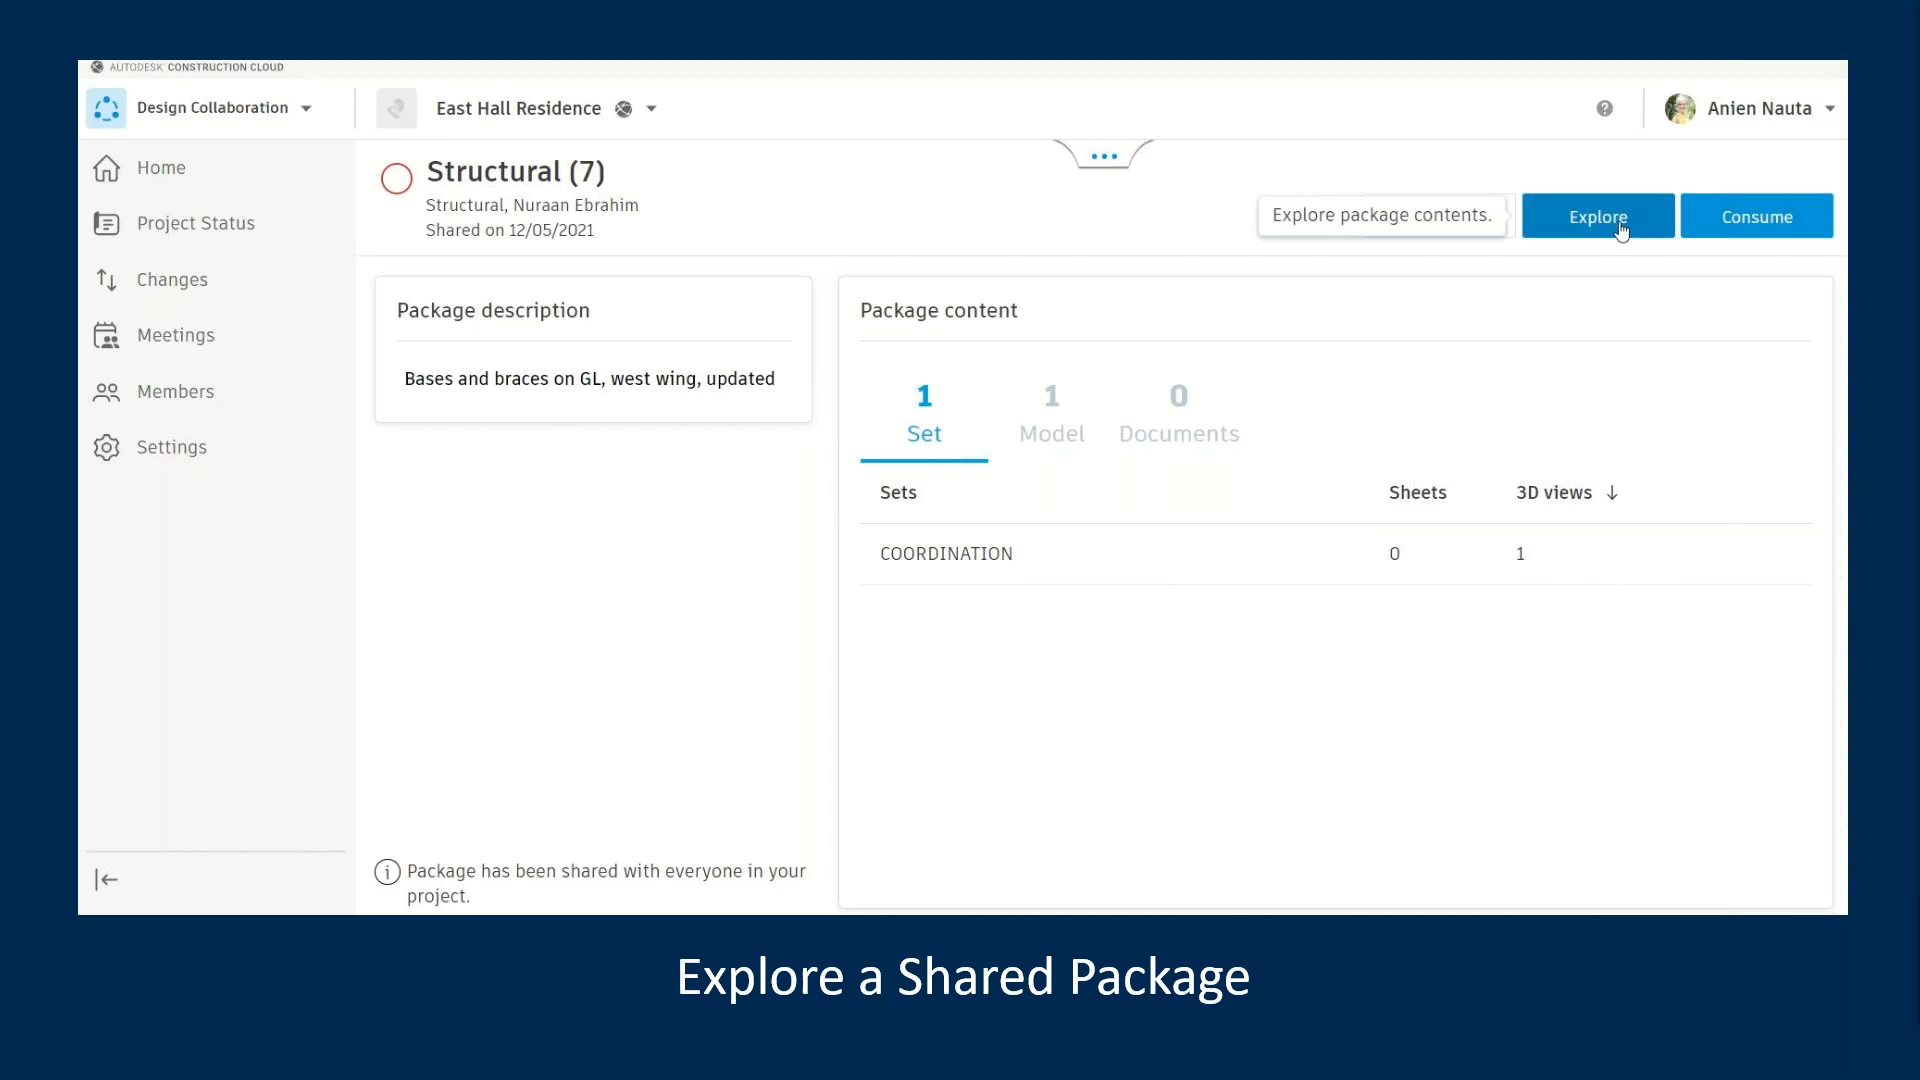 AUTODESK CONSTRUCTION CLOUD
Design Collaboration
East Hall Residence
Anien Nauta
Home
Project Status
Changes
Meetings
Members
Settings
Structural (7)
Structural, Nuraan Ebrahim
Shared on 12/05/2021
Explore package contents.
Explore
Consume
Package description
Bases and braces on GL, west wing, updated
Package content
1 1 0
Set Model Documents
Sets Sheets 3D views
COORDINATION 0 1
Package has been shared with everyone in your
project.
Explore a Shared Package